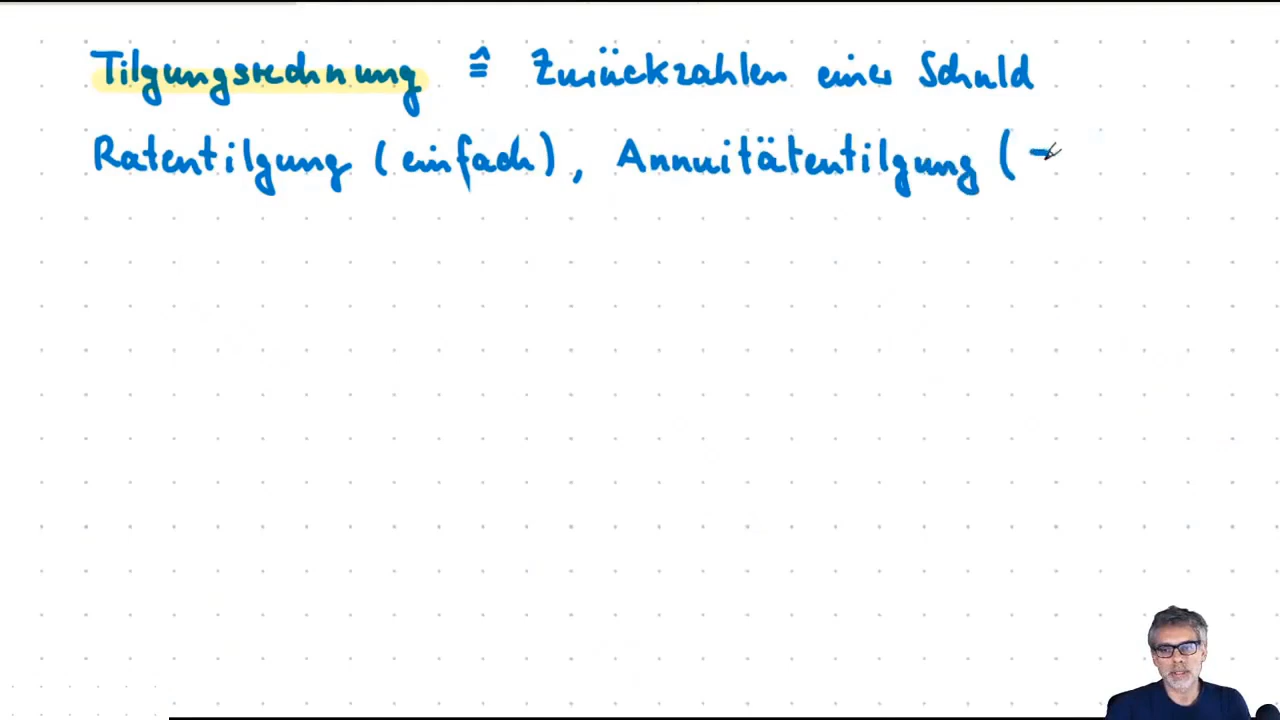 Tilgungsrechnung ≙ Zurückzahlen einer Schuld
Ratentilgung (einfach), Annuitätentilgung (